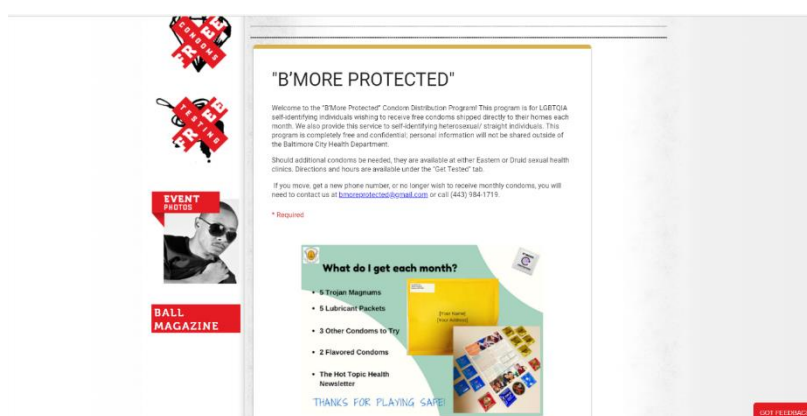 FREE
CONDOMS
FREE
TESTING
EVENT
PHOTOS
BALL
MAGAZINE
"B'MORE PROTECTED"
Welcome to the "B'More Protected" Condom Distribution Program! This program is for LGBTQIA
self-identifying individuals wishing to receive free condoms shipped directly to their homes each
month. We also provide this service to self-identifying heterosexual/ straight individuals. This
program is completely free and confidential; personal information will not be shared outside of
the Baltimore City Health Department.
Should additional condoms be needed, they are available at either Eastern or Druid sexual health
clinics. Directions and hours are available under the "Get Tested" tab.
If you move, get a new phone number, or no longer wish to receive monthly condoms, you will
need to contact us at bmoreprotected@gmail.com or call (443) 984-1719.
* Required
What do I get each month?
• 5 Trojan Magnums
• 5 Lubricant Packets
• 3 Other Condoms to Try
• 2 Flavored Condoms
• The Hot Topic Health
Newsletter
[Your Name]
[Your Address]
THANKS FOR PLAYING SAFE!
GOT FEEDBACK